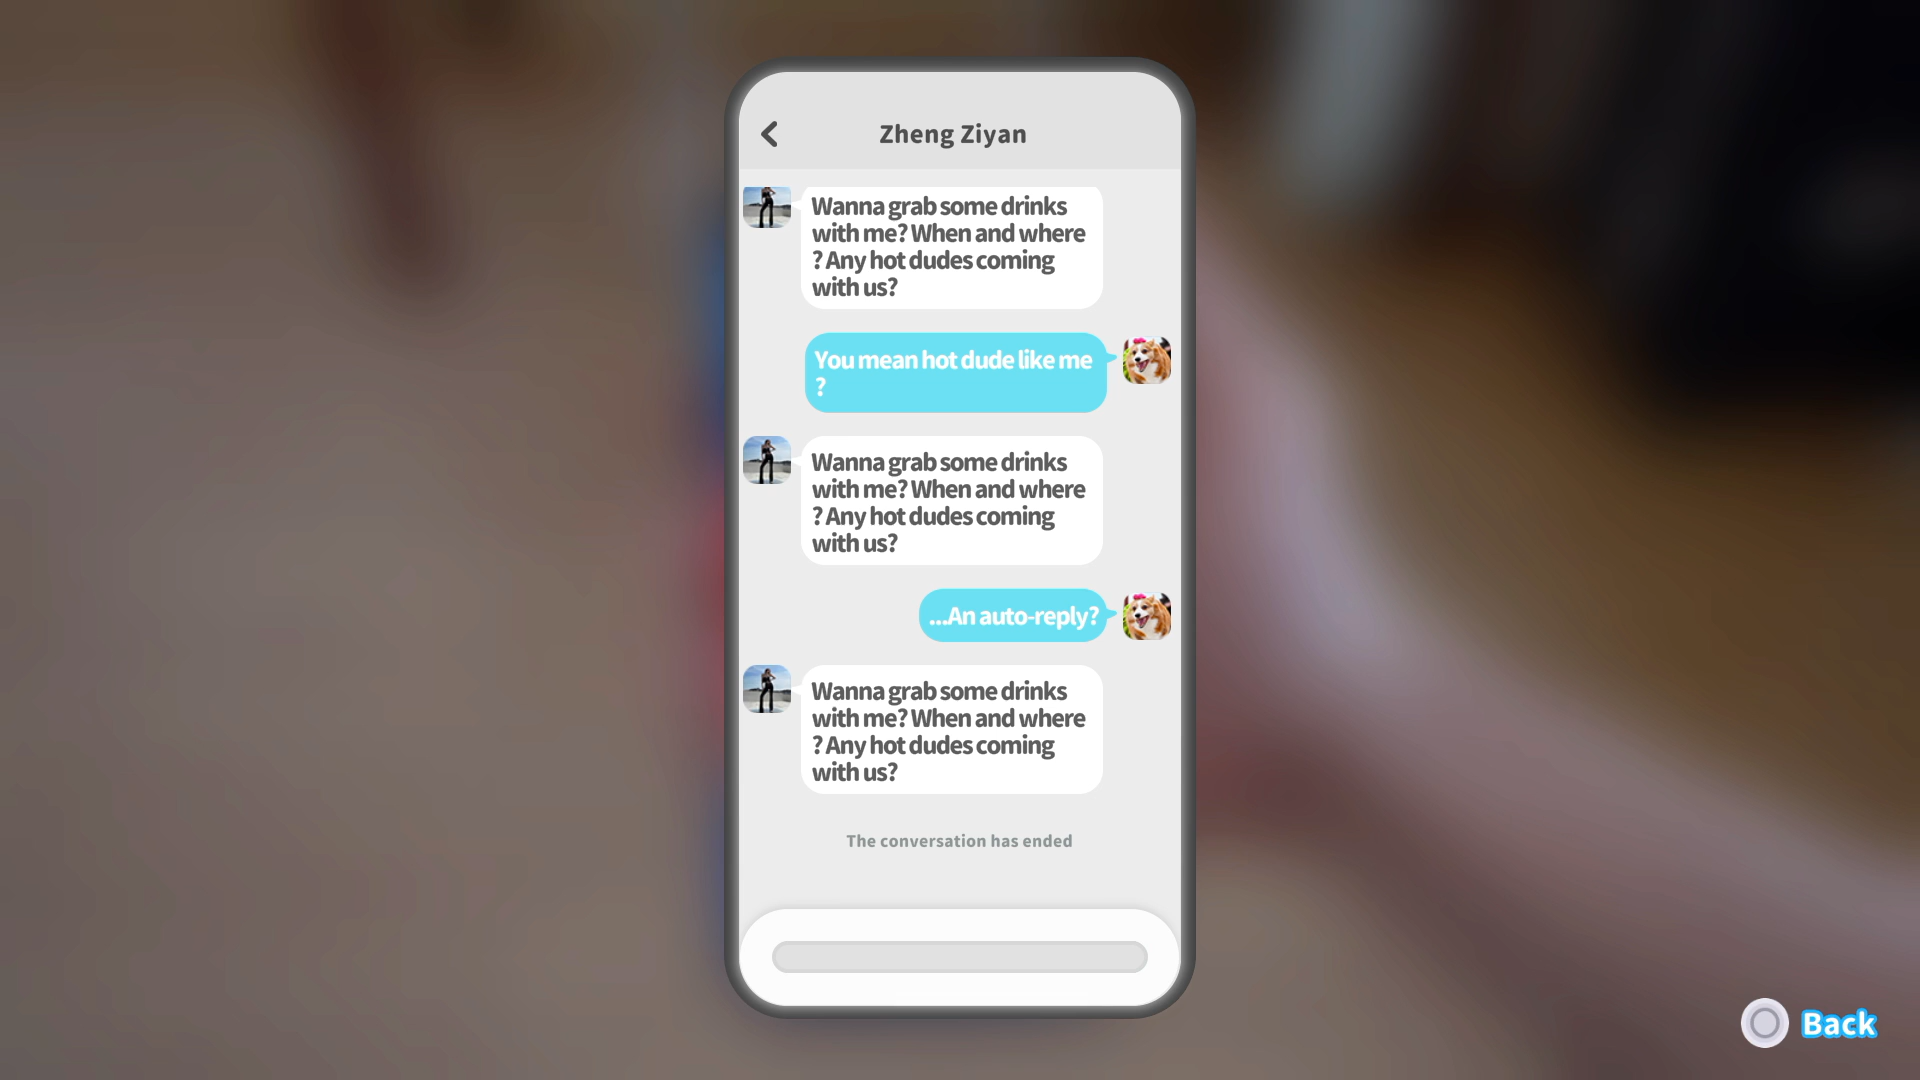 Zheng Ziyan
Wanna grab some drinks
with me? When and where
? Any hot dudes coming
with us?
You mean hot dude like me
?
Wanna grab some drinks
with me? When and where
? Any hot dudes coming
with us?
...An auto-reply?
Wanna grab some drinks
with me? When and where
? Any hot dudes coming
with us?
The conversation has ended
Back